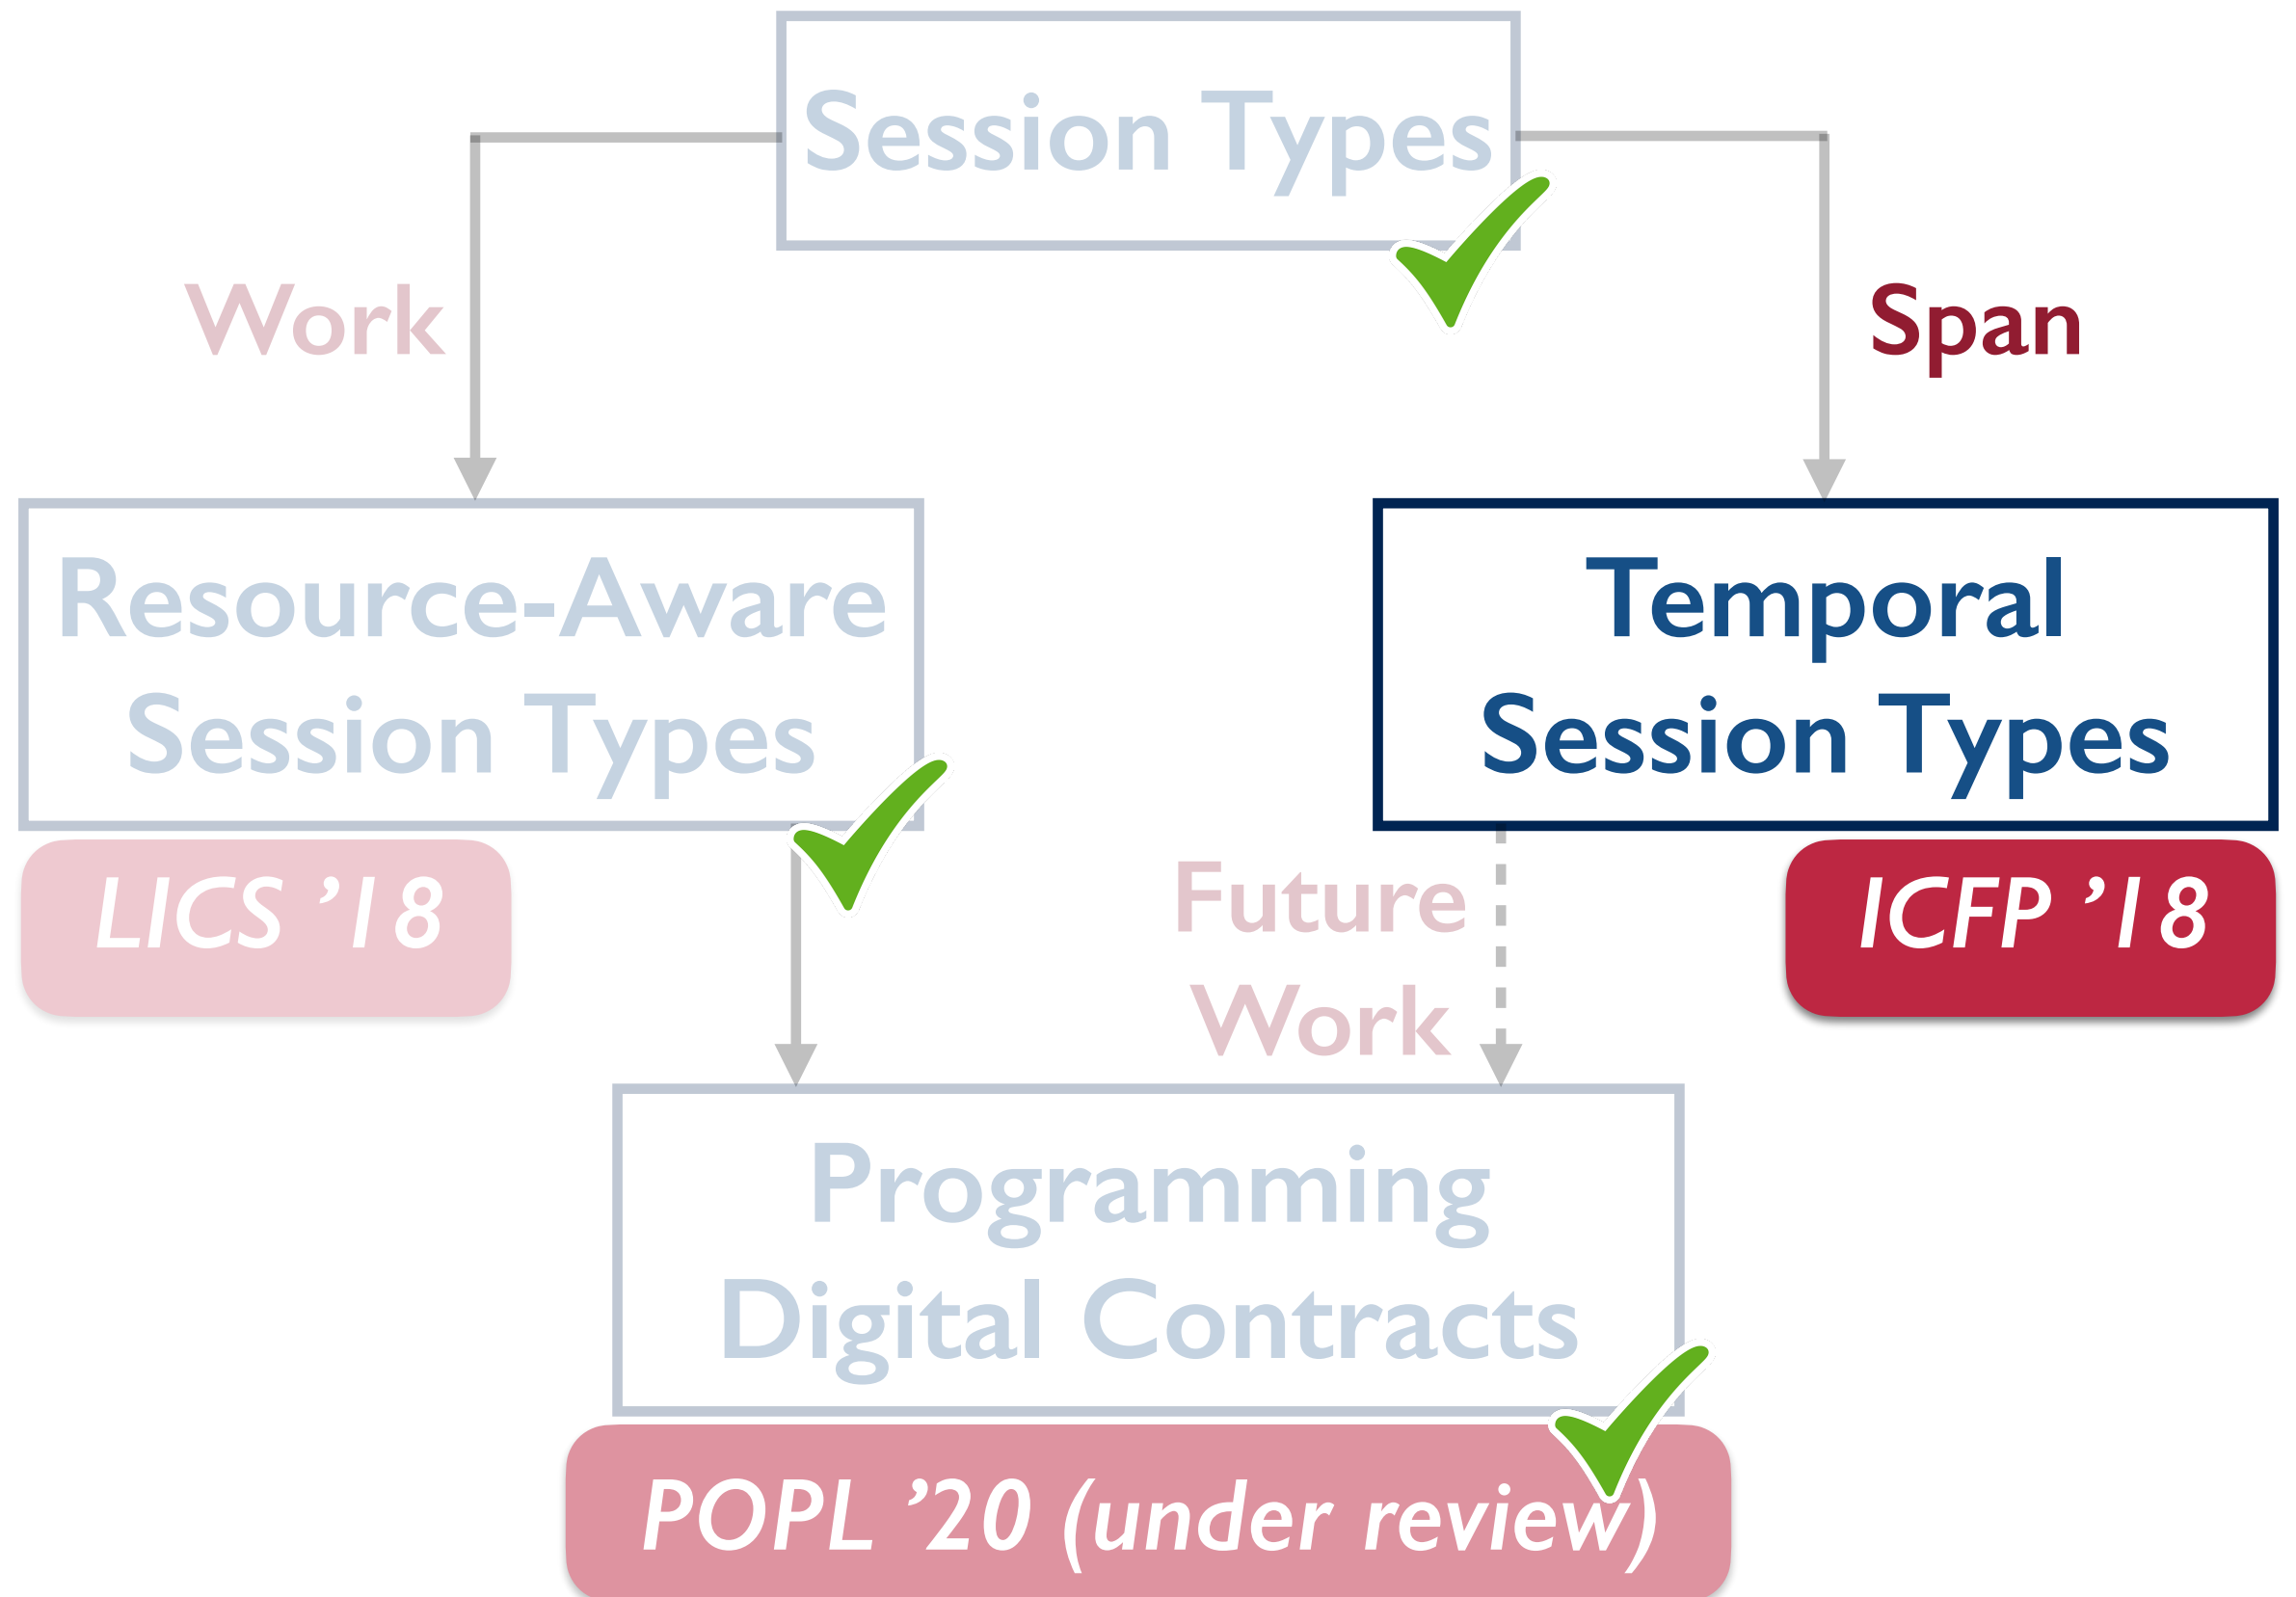 Session Types
Work
Span
Resource-Aware
Session Types
Temporal
Session Types
LICS ’18
Future
Work
ICFP ’18
Programming
Digital Contracts
POPL ’20 (under review)